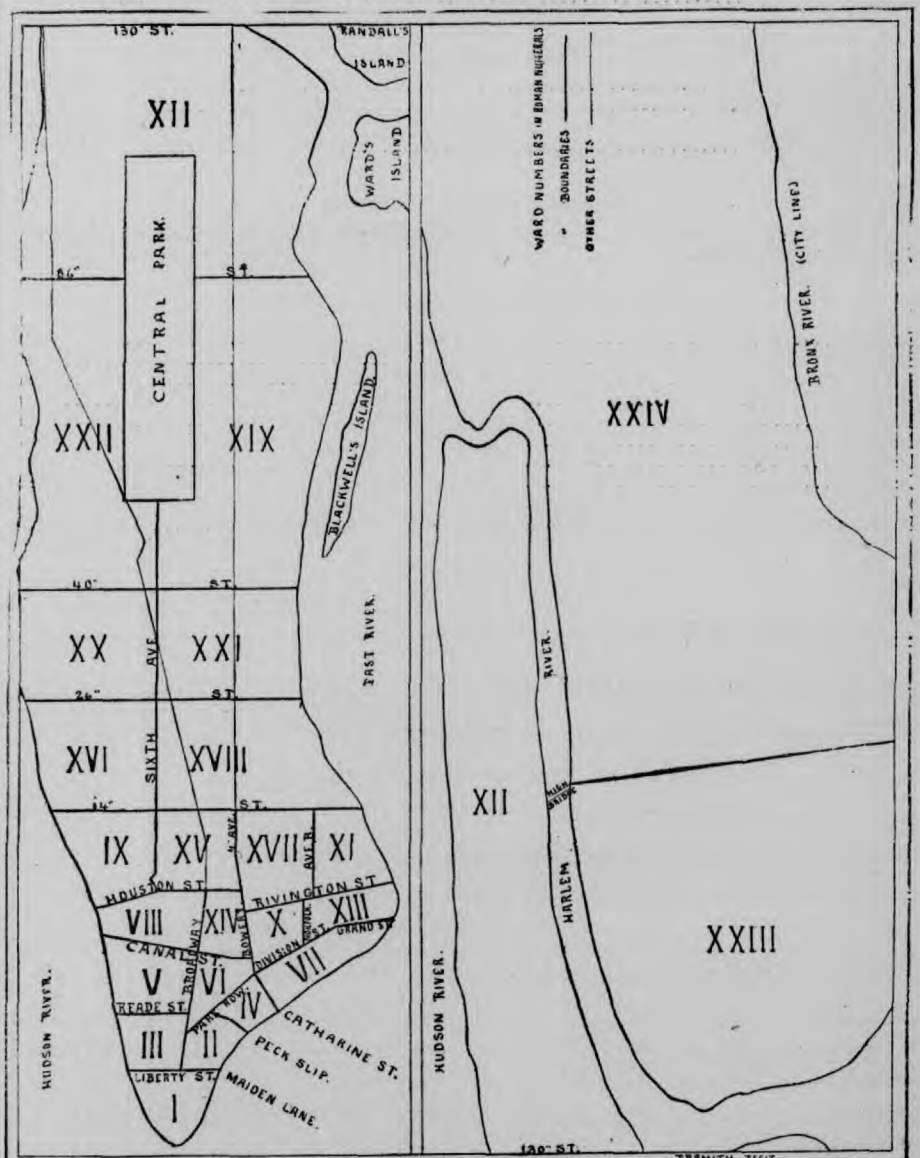 130" ST.
RANDALL'S
ISLAND
XII
WARD'S
ISLAND
CENTRAL PARK.
86" ST.
XXII
XIX
BLACKWELL'S ISLAND
40" ST.
XX
XXI
EAST RIVER.
26" ST.
SIXTH AVE
XVI
XVIII
14" ST.
IX
XV
4" AVE.
XVII
AVE B.
XI
HOUSTON ST.
RIVINGTON ST
VIII
XIV
BOWERY
X
NORFOLK
XIII
BROADWAY
CANAL ST.
DIVISION ST.
GRAND ST.
V
VI
VII
READE ST.
PARK ROW.
IV
CATHARINE ST.
HUDSON RIVER.
III
II
PECK SLIP.
LIBERTY ST.
MAIDEN LANE.
I
WARD NUMBERS IN ROMAN NUMERALS
" BOUNDARIES
OTHER STREETS
BRONX RIVER. (CITY LINE)
XXIV
RIVER.
XII
HIGH
BRIDGE
HARLEM
XXIII
HUDSON RIVER.
130" ST.